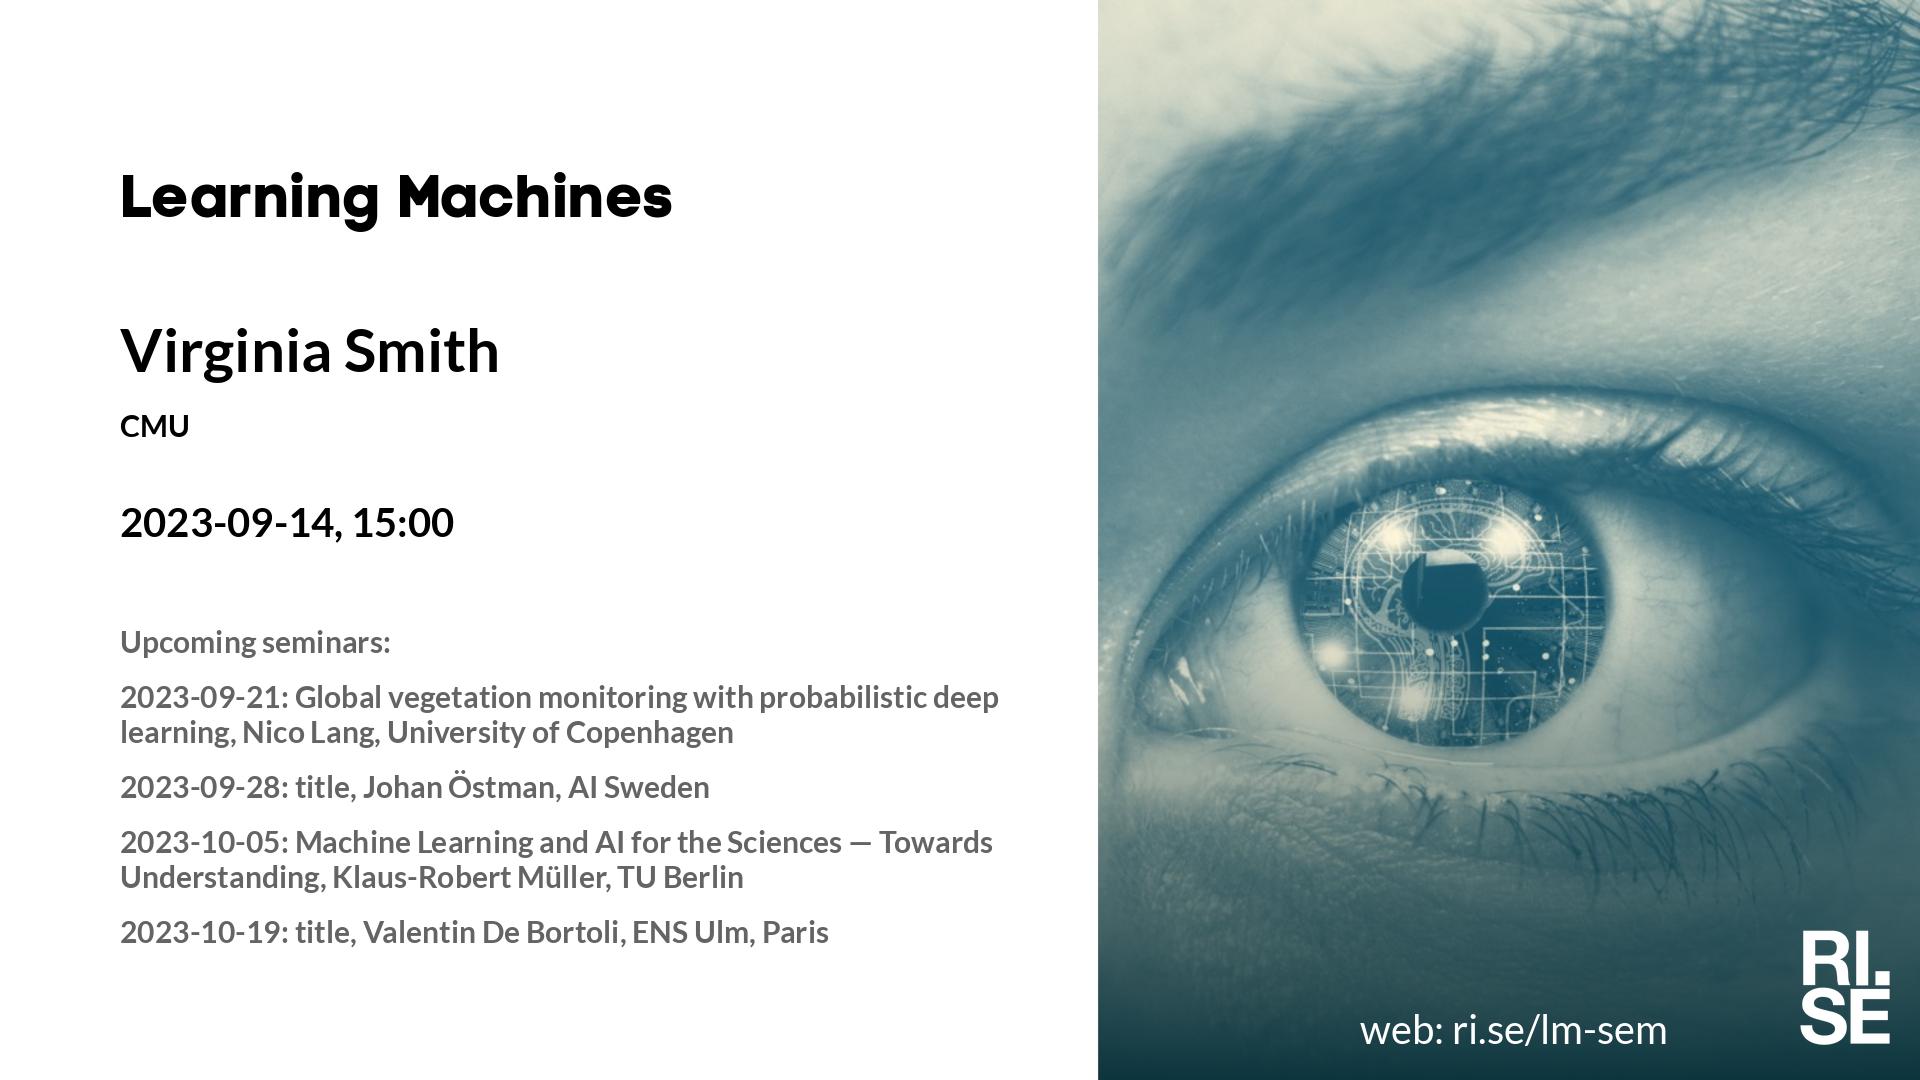 Learning Machines
Virginia Smith
CMU
2023-09-14, 15:00
Upcoming seminars:
2023-09-21: Global vegetation monitoring with probabilistic deep
learning, Nico Lang, University of Copenhagen
2023-09-28: title, Johan Östman, AI Sweden
2023-10-05: Machine Learning and AI for the Sciences — Towards
Understanding, Klaus-Robert Müller, TU Berlin
2023-10-19: title, Valentin De Bortoli, ENS Ulm, Paris
web: ri.se/lm-sem
RI.
SE